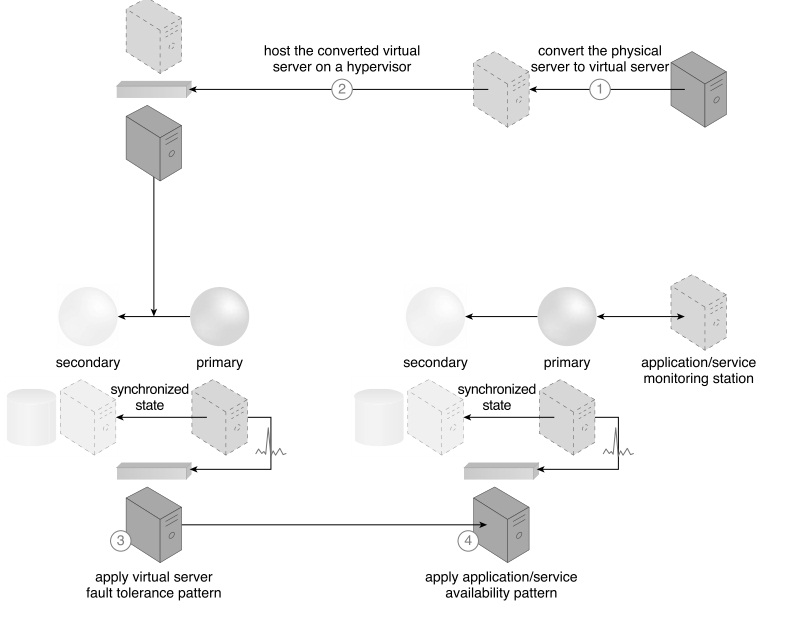 host the converted virtual
server on a hypervisor
2
convert the physical
server to virtual server
1
secondary
primary
secondary
primary
application/service
monitoring station
synchronized
state
synchronized
state
3
4
apply virtual server
fault tolerance pattern
apply application/service
availability pattern